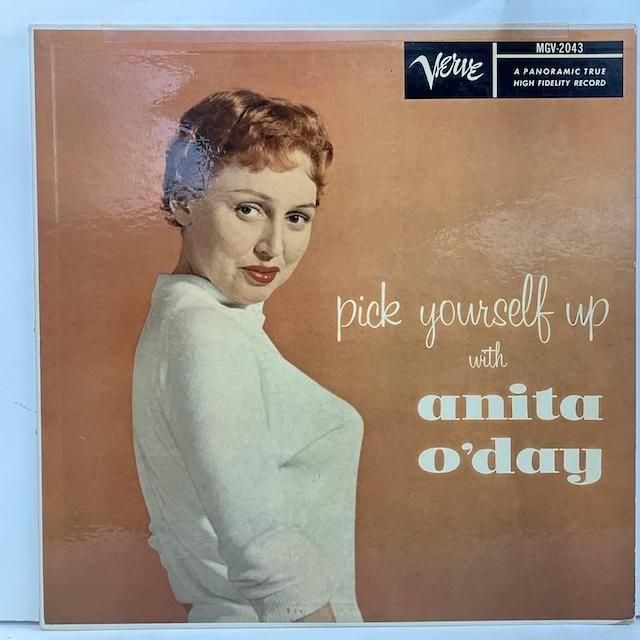 Verve
MGV-2043
A PANORAMIC TRUE
HIGH FIDELITY RECORD
pick yourself up
with
anita
o'day